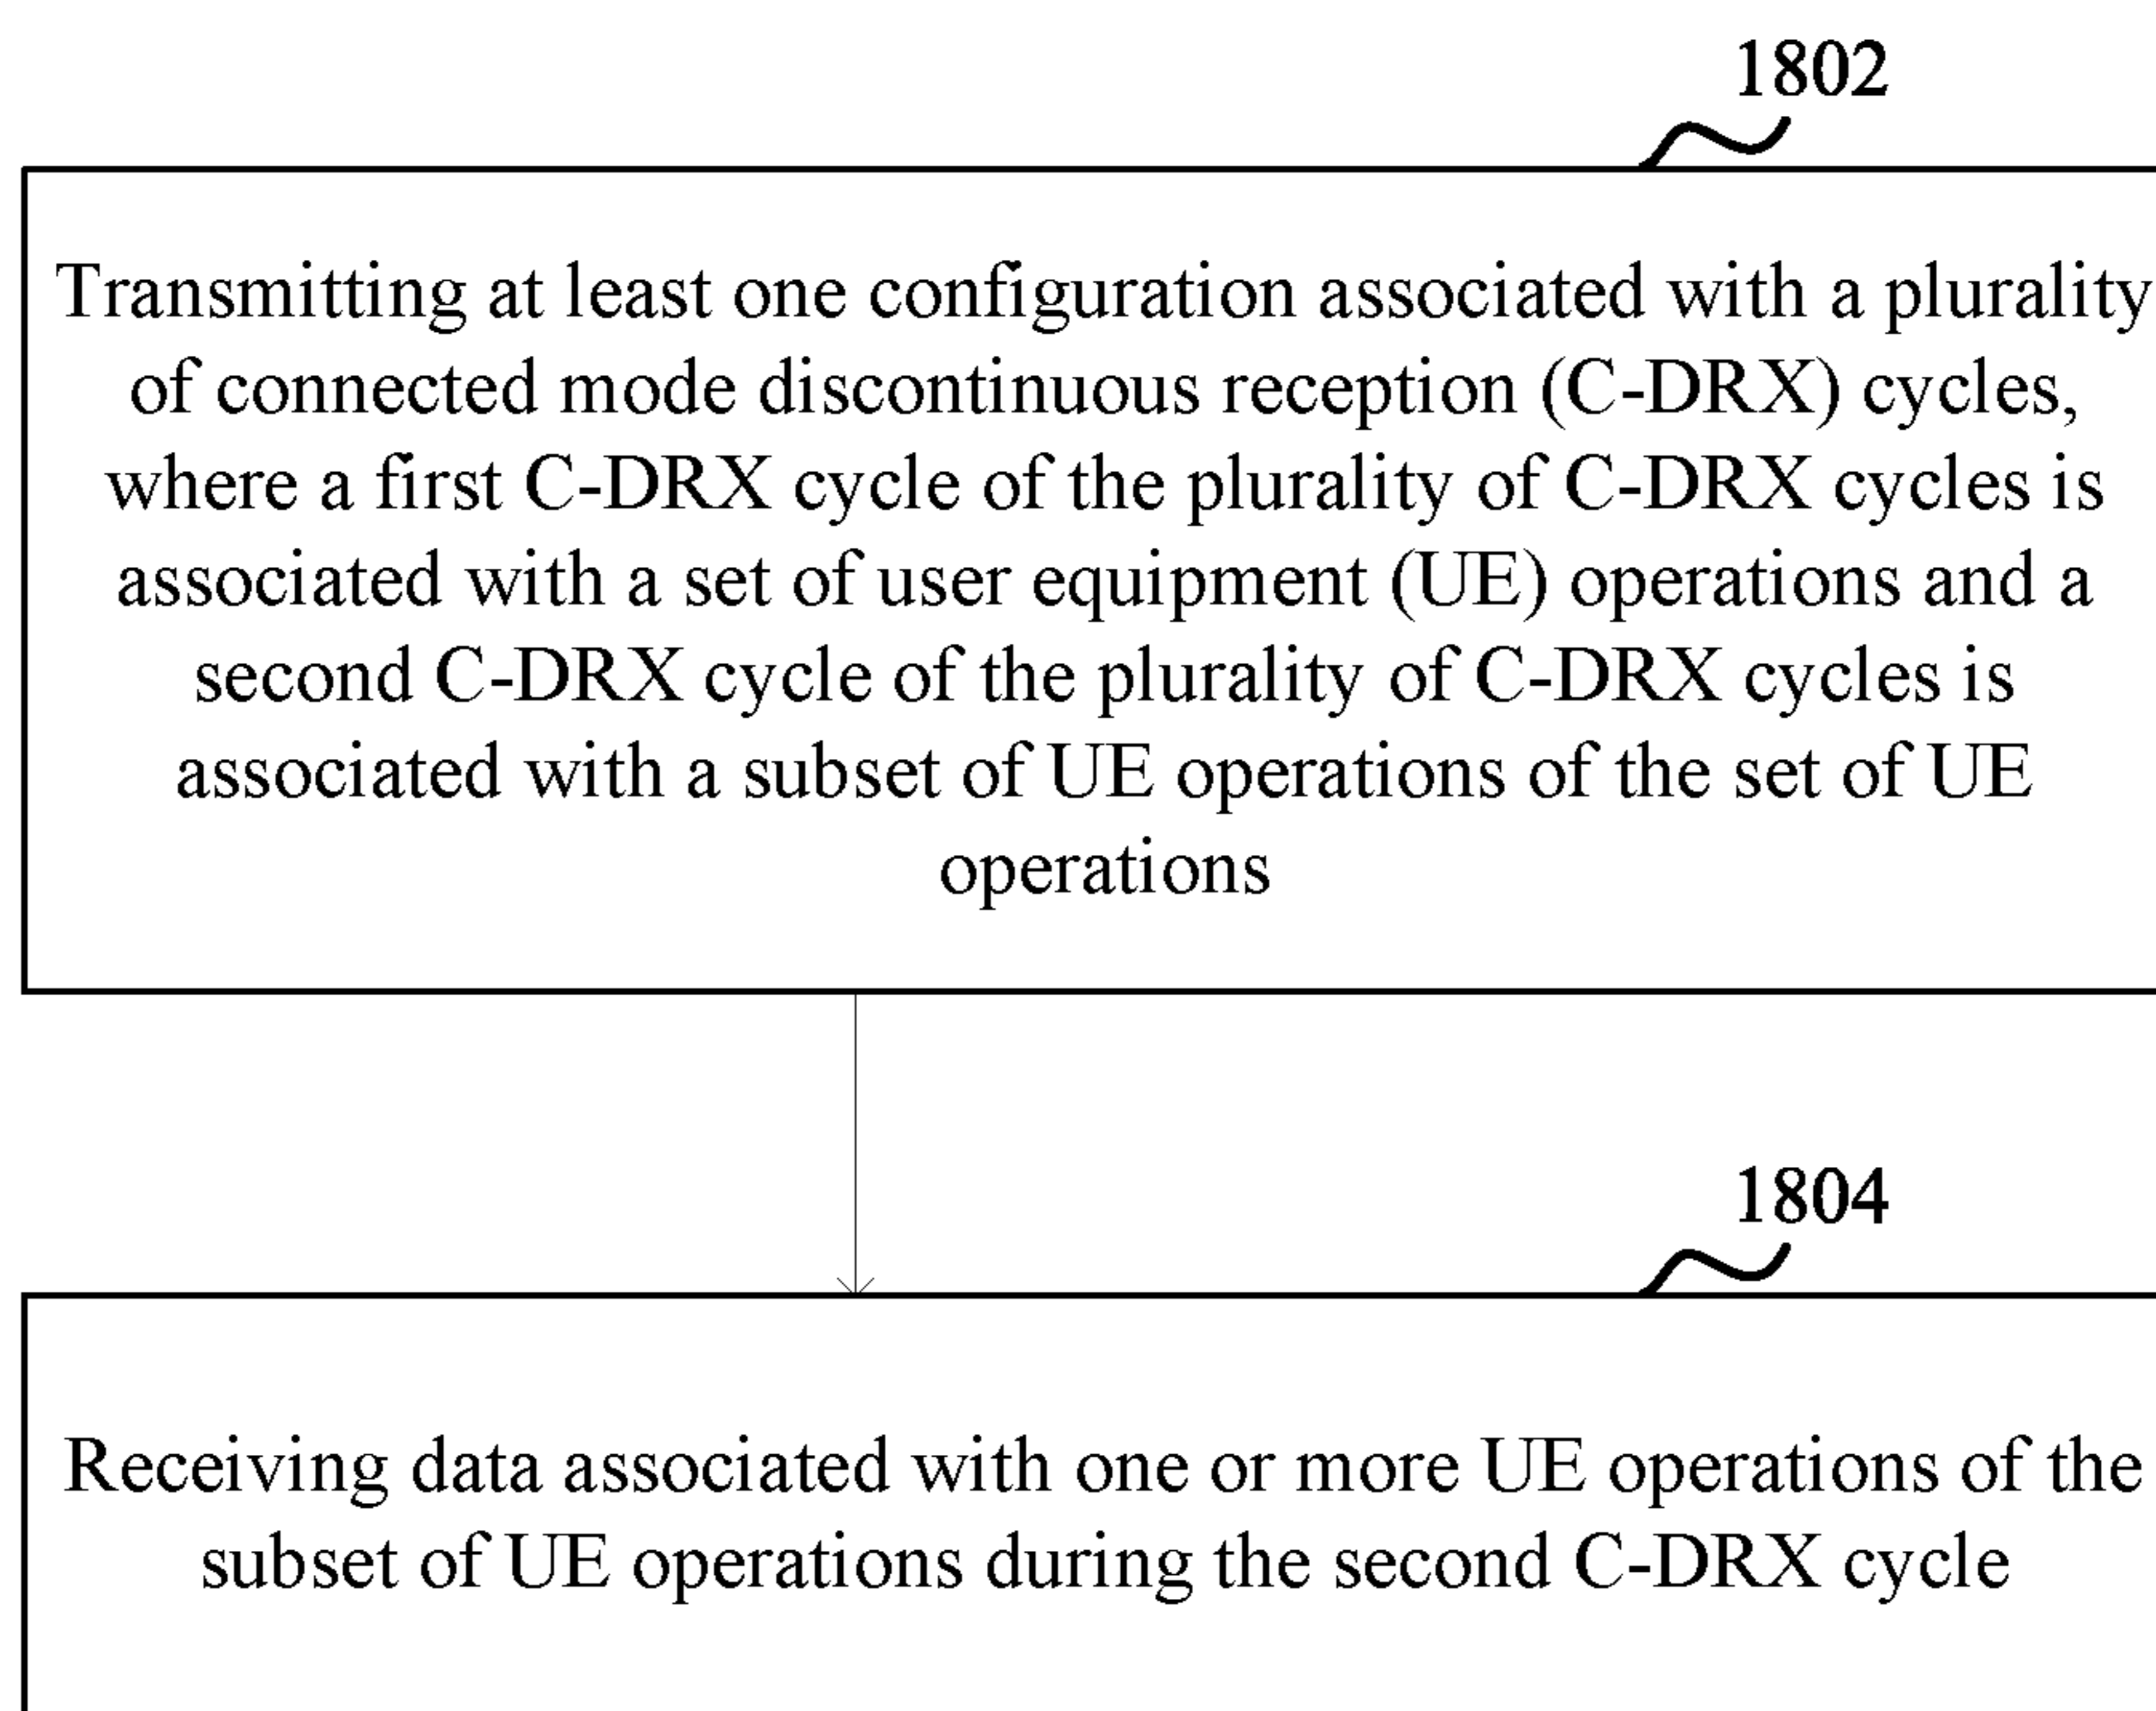 1802
Transmitting at least one configuration associated with a plurality
of connected mode discontinuous reception (C-DRX) cycles,
where a first C-DRX cycle of the plurality of C-DRX cycles is
associated with a set of user equipment (UE) operations and a
second C-DRX cycle of the plurality of C-DRX cycles is
associated with a subset of UE operations of the set of UE
operations
1804
Receiving data associated with one or more UE operations of the
subset of UE operations during the second C-DRX cycle